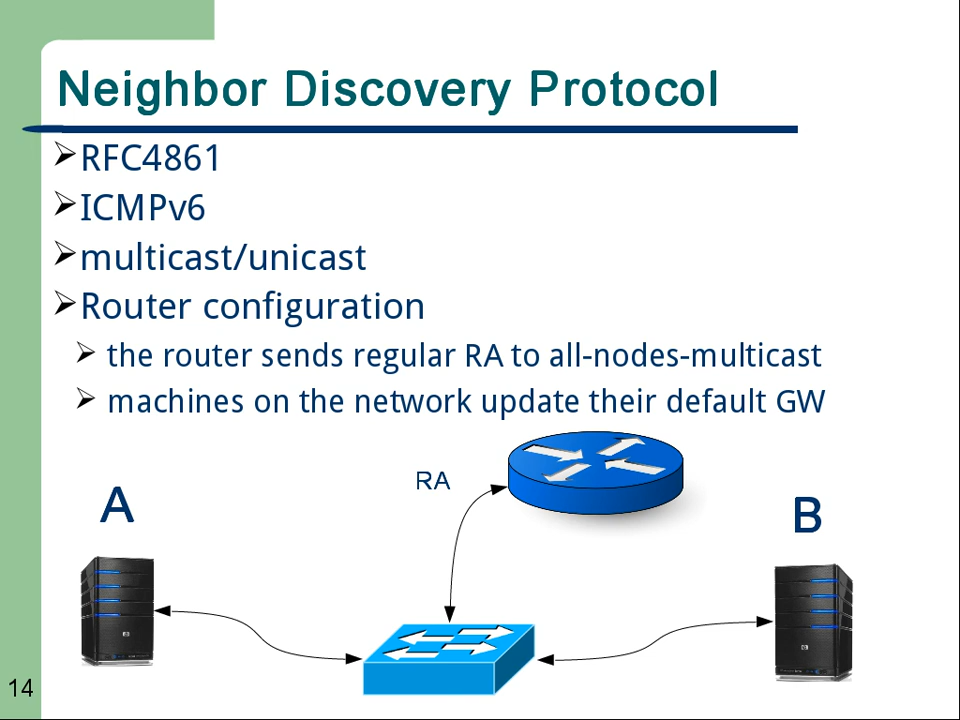 Neighbor Discovery Protocol
RFC4861
ICMPv6
multicast/unicast
Router configuration
the router sends regular RA to all-nodes-multicast
machines on the network update their default GW
RA
A
B
14